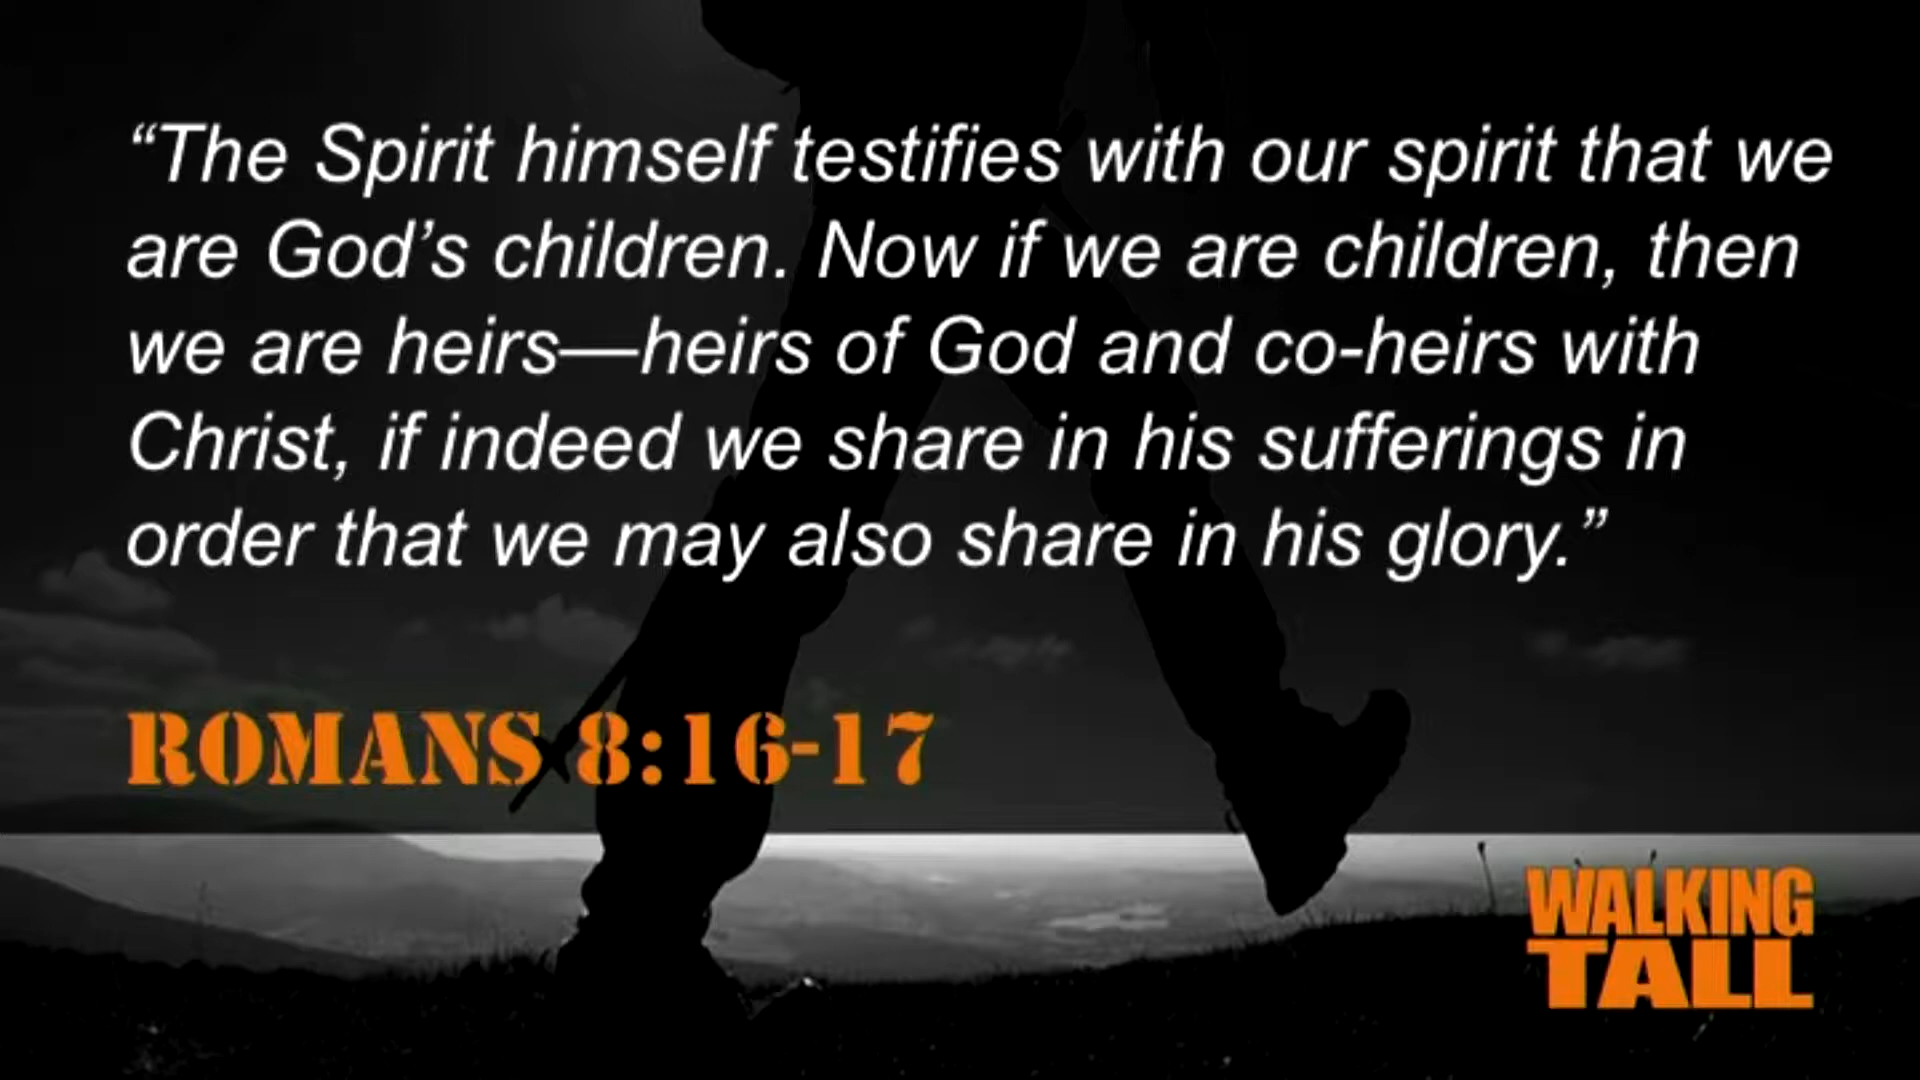 “The Spirit himself testifies with our spirit that we
are God’s children. Now if we are children, then
we are heirs—heirs of God and co-heirs with
Christ, if indeed we share in his sufferings in
order that we may also share in his glory.”
ROMANS 8:16-17
WALKING
TALL